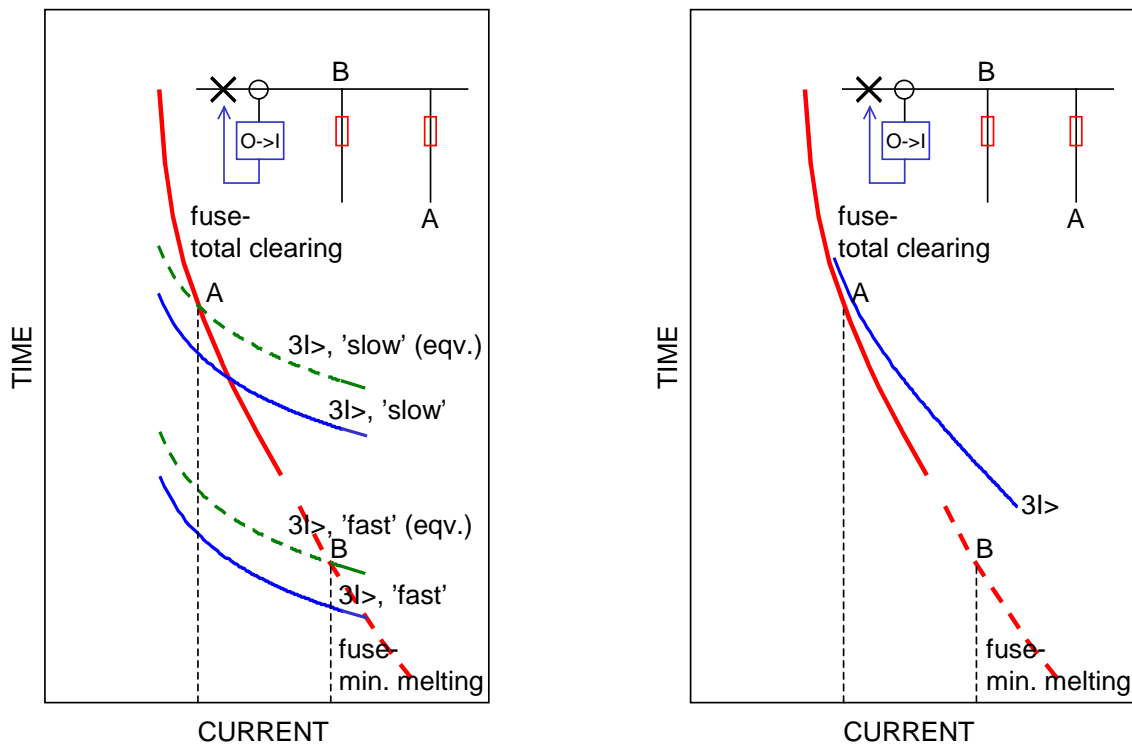 B
O->I
A
fuse-
total clearing
A
3I>, ’slow’ (eqv.)
3I>, ’slow’
3I>, ’fast’ (eqv.)
B
3I>, ’fast’
fuse-
min. melting
TIME
CURRENT
B
O->I
A
fuse-
total clearing
A
3I>
B
fuse-
min. melting
TIME
CURRENT